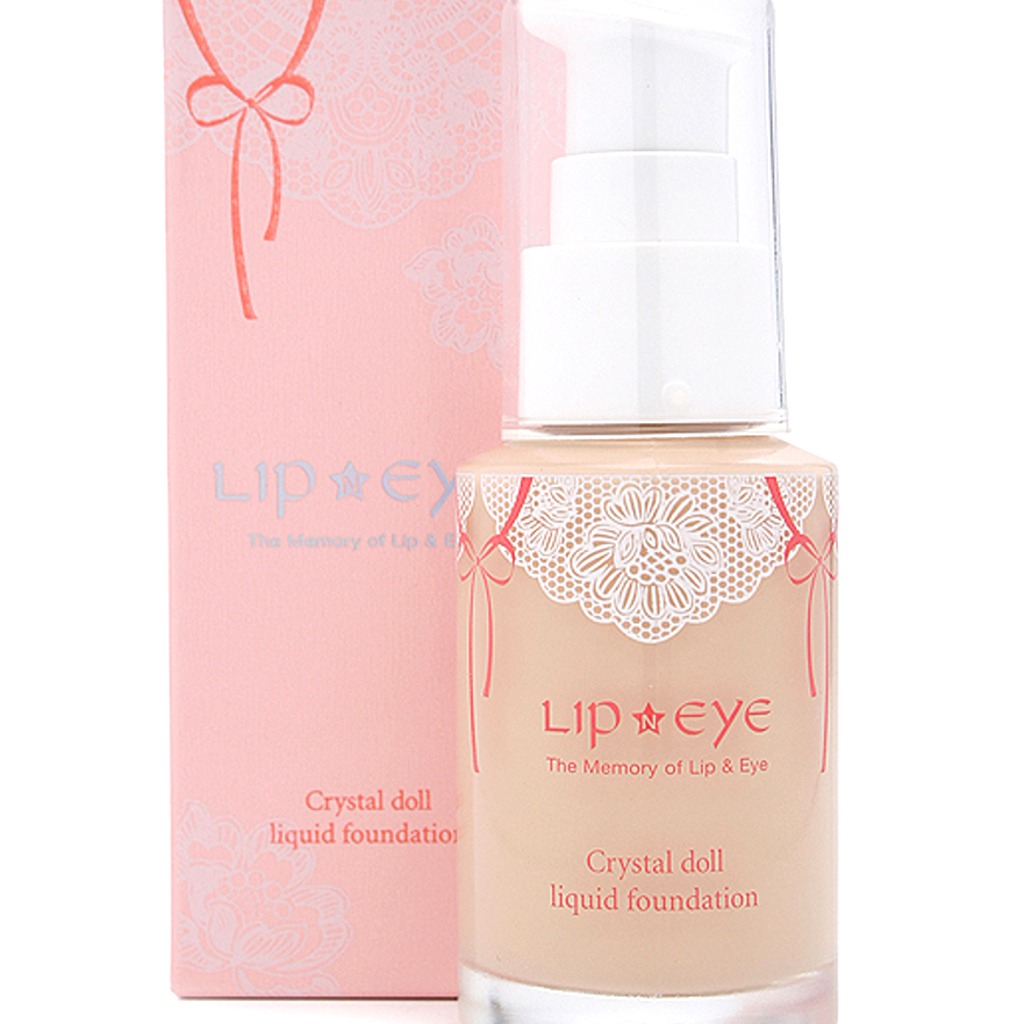 LIP N EY
The Memory of Lip & E
Crystal doll
liquid foundation
LIP N EYE
The Memory of Lip & Eye
Crystal doll
liquid foundation